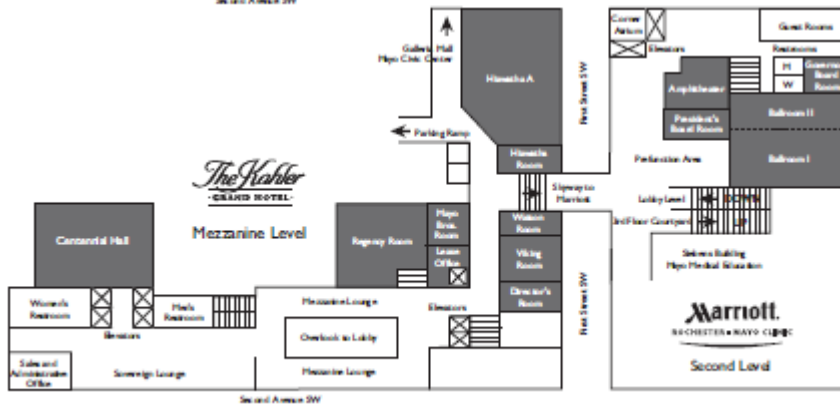 Second Avenue SW
Galleria Mall
Mayo Civic Center
Hiawatha A
First Street SW
Corner
Atrium
Elevators
Guest Rooms
Restrooms
M
W
Board
Room
Amphitheater
President's
Board Room
Ballroom II
Ballroom I
Parking Ramp
Hiawatha
Room
Prefunction Area
Skyway to
Marriott
Lobby Level
DOWN
3rd Floor Courtyard
UP
Siebens Building
Mayo Medical Education
The Kahler
GRAND HOTEL
Mezzanine Level
Centennial Hall
Regency Room
Mayo
Bros.
Room
Office
Watson
Room
Viking
Room
Director's
Room
First Street SW
Women's
Restroom
Elevators
Men's
Restroom
Mezzanine Lounge
Overlook to Lobby
Mezzanine Lounge
Elevators
Sales and
Administrative
Office
Sovereign Lounge
Second Avenue SW
Marriott.
ROCHESTER MAYO CLINIC
Second Level